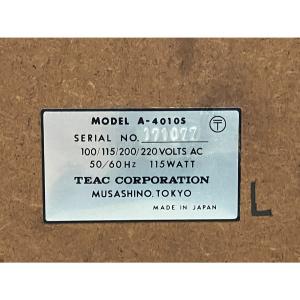 MODEL A-4010S
SERIAL NO. 171077
100/115/200/220 VOLTS AC
50/60Hz 115WATT
TEAC CORPORATION
MUSASHINO, TOKYO
MADE IN JAPAN
L